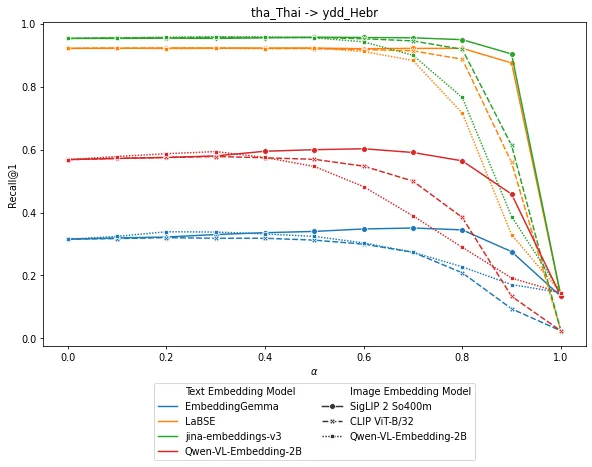 tha_Thai -> ydd_Hebr
Recall@1
1.0
0.8
0.6
0.4
0.2
0.0
0.0 0.2 0.4 0.6 0.8 1.0
α
Text Embedding Model Image Embedding Model
EmbeddingGemma SigLIP 2 So400m
LaBSE CLIP ViT-B/32
jina-embeddings-v3 Qwen-VL-Embedding-2B
Qwen-VL-Embedding-2B